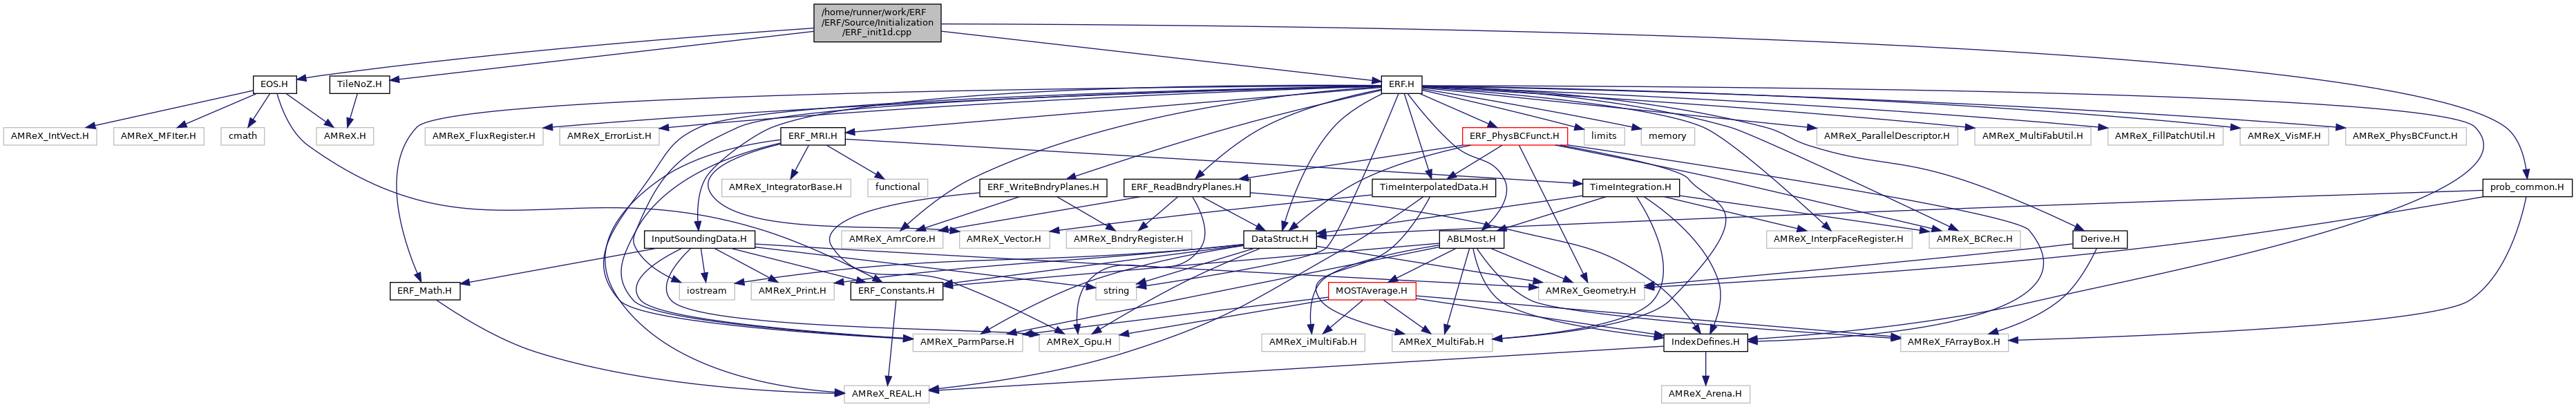 /home/runner/work/ERF
/ERF/Source/Initialization
/ERF_init1d.cpp
EOS.H
TileNoZ.H
ERF.H
AMReX_IntVect.H
AMReX_MFIter.H
cmath
AMReX.H
AMReX_FluxRegister.H
AMReX_ErrorList.H
ERF_MRI.H
ERF_PhysBCFunct.H
limits
memory
AMReX_ParallelDescriptor.H
AMReX_MultiFabUtil.H
AMReX_FillPatchUtil.H
AMReX_VisMF.H
AMReX_PhysBCFunct.H
AMReX_IntegratorBase.H
functional
ERF_WriteBndryPlanes.H
ERF_ReadBndryPlanes.H
TimeInterpolatedData.H
TimeIntegration.H
prob_common.H
InputSoundingData.H
AMReX_AmrCore.H
AMReX_Vector.H
AMReX_BndryRegister.H
DataStruct.H
ABLMost.H
AMReX_InterpFaceRegister.H
AMReX_BCRec.H
Derive.H
ERF_Math.H
iostream
AMReX_Print.H
ERF_Constants.H
string
MOSTAverage.H
AMReX_Geometry.H
AMReX_ParmParse.H
AMReX_Gpu.H
AMReX_iMultiFab.H
AMReX_MultiFab.H
IndexDefines.H
AMReX_FArrayBox.H
AMReX_REAL.H
AMReX_Arena.H